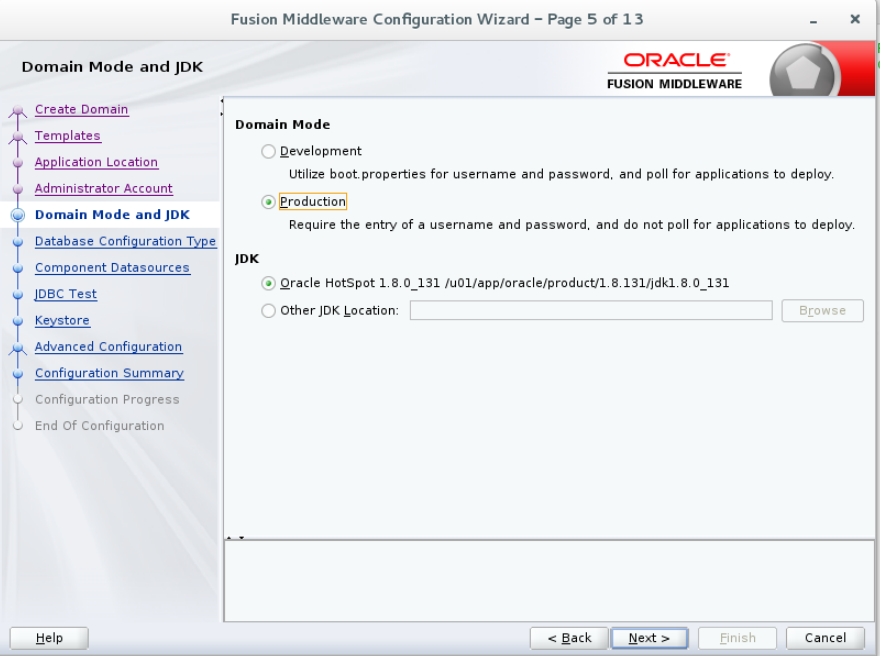 Fusion Middleware Configuration Wizard – Page 5 of 13
Domain Mode and JDK
ORACLE
FUSION MIDDLEWARE
Create Domain
Templates
Application Location
Administrator Account
Domain Mode and JDK
Database Configuration Type
Component Datasources
JDBC Test
Keystore
Advanced Configuration
Configuration Summary
Configuration Progress
End Of Configuration
Domain Mode
Development
Utilize boot.properties for username and password, and poll for applications to deploy.
Production
Require the entry of a username and password, and do not poll for applications to deploy.
JDK
Oracle HotSpot 1.8.0_131 /u01/app/oracle/product/1.8.131/jdk1.8.0_131
Other JDK Location:
Browse
Help
< Back
Next >
Finish
Cancel